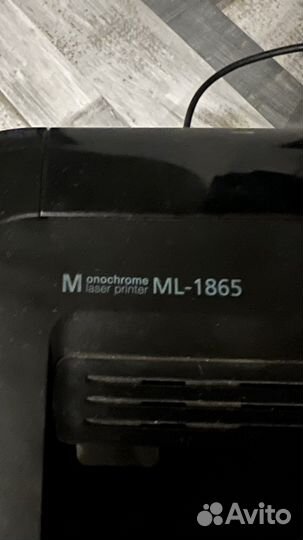 Monochrome
laser printer ML-1865
Avito